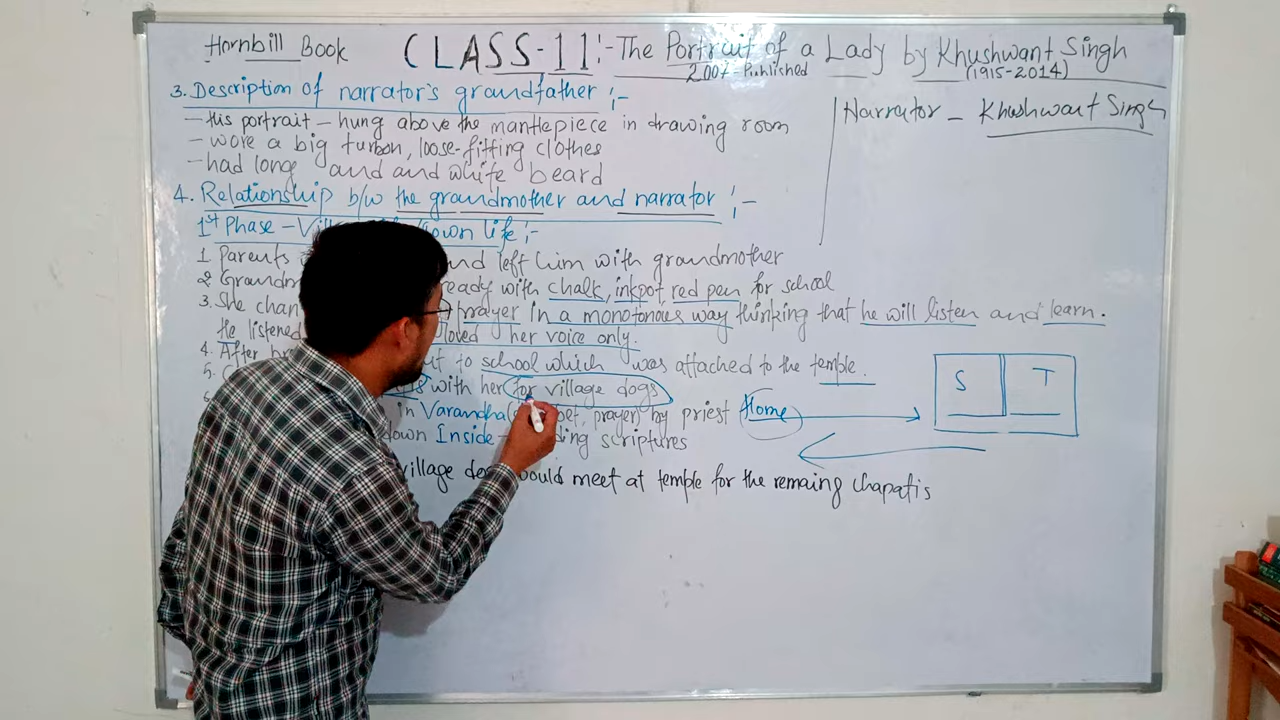 Hornbill Book CLASS-11:- The Portrait of a Lady by Khushwant Singh
2007-Published (1915-2014)
3. Description of narrator's grandfather :-
- His portrait - hung above the mantlepiece in drawing room
- wore a big turbon, loose-fitting clothes
- had long and and white beard
Narrator - Khushwant Singh
4. Relationship b/w the grandmother and narrator :-
1st Phase - life :-
1 Parents and left him with grandmother
2 ready with chalk, inkpot, red pen for school
3. She prayer in a monotonous way thinking that he will listen and learn.
He listened loved her voice only.
4. After to school which was attached to the temple.
5. with her for village dogs
in Varandha prayer) by priest
down Inside - scriptures
village would meet at temple for the remaing chapatis
Home
S T